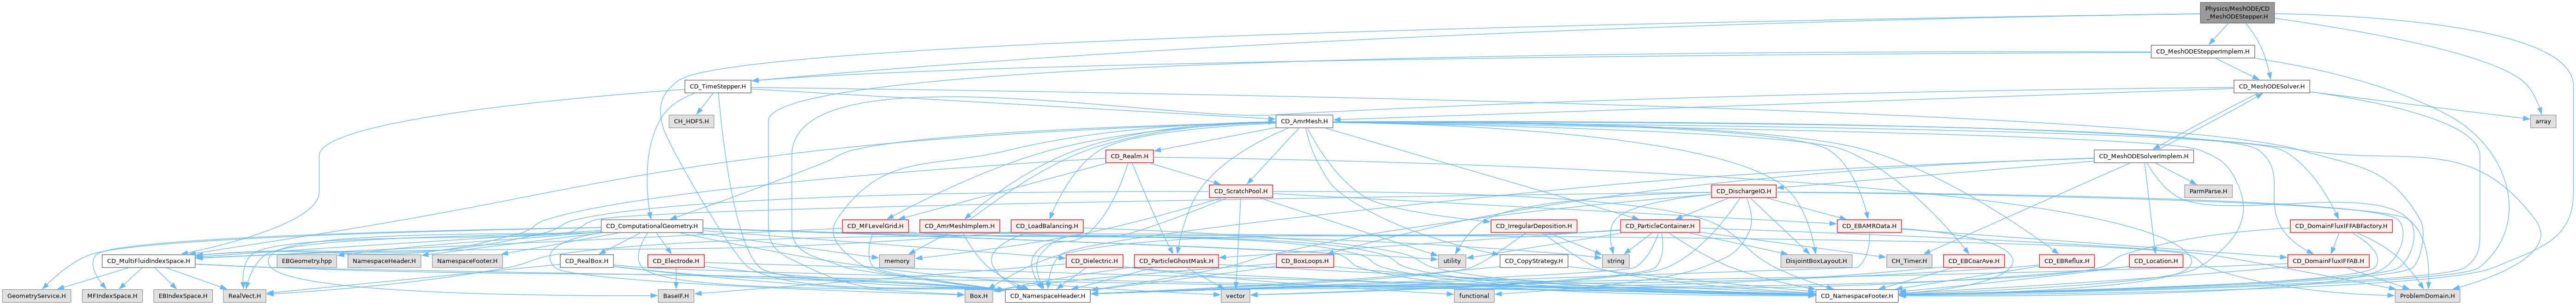 Physics/MeshODE/CD
_MeshODEStepper.H
CD_MeshODEStepperImplem.H
CD_TimeStepper.H
CD_MeshODESolver.H
CH_HDF5.H
CD_AmrMesh.H
array
CD_Realm.H
CD_MeshODESolverImplem.H
CD_ScratchPool.H
CD_DischargeIO.H
ParmParse.H
CD_ComputationalGeometry.H
CD_MFLevelGrid.H
CD_AmrMeshImplem.H
CD_LoadBalancing.H
CD_IrregularDeposition.H
CD_ParticleContainer.H
CD_EBAMRData.H
CD_DomainFluxIFFABFactory.H
CD_MultiFluidIndexSpace.H
EBGeometry.hpp
NamespaceHeader.H
NamespaceFooter.H
CD_RealBox.H
CD_Electrode.H
memory
CD_Dielectric.H
CD_ParticleGhostMask.H
utility
CD_CopyStrategy.H
CD_BoxLoops.H
string
DisjointBoxLayout.H
CH_Timer.H
CD_EBCoarAve.H
CD_EBReflux.H
CD_Location.H
CD_DomainFluxIFFAB.H
GeometryService.H
MFIndexSpace.H
EBIndexSpace.H
RealVect.H
BaseIF.H
Box.H
CD_NamespaceHeader.H
vector
functional
CD_NamespaceFooter.H
ProblemDomain.H